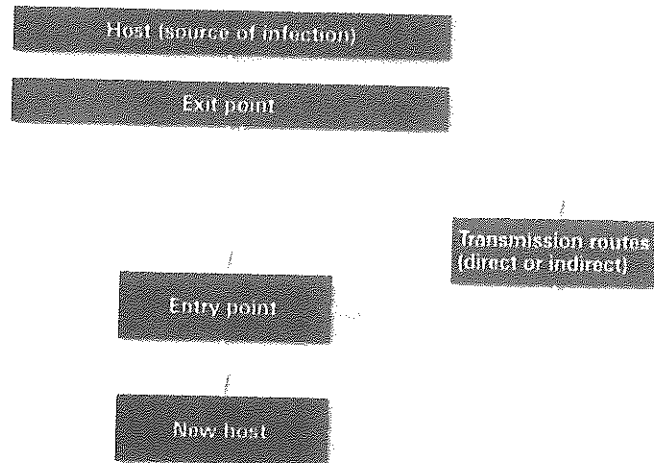 Host (source of infection)
Exit point
Transmission routes
(direct or indirect)
Entry point
New host